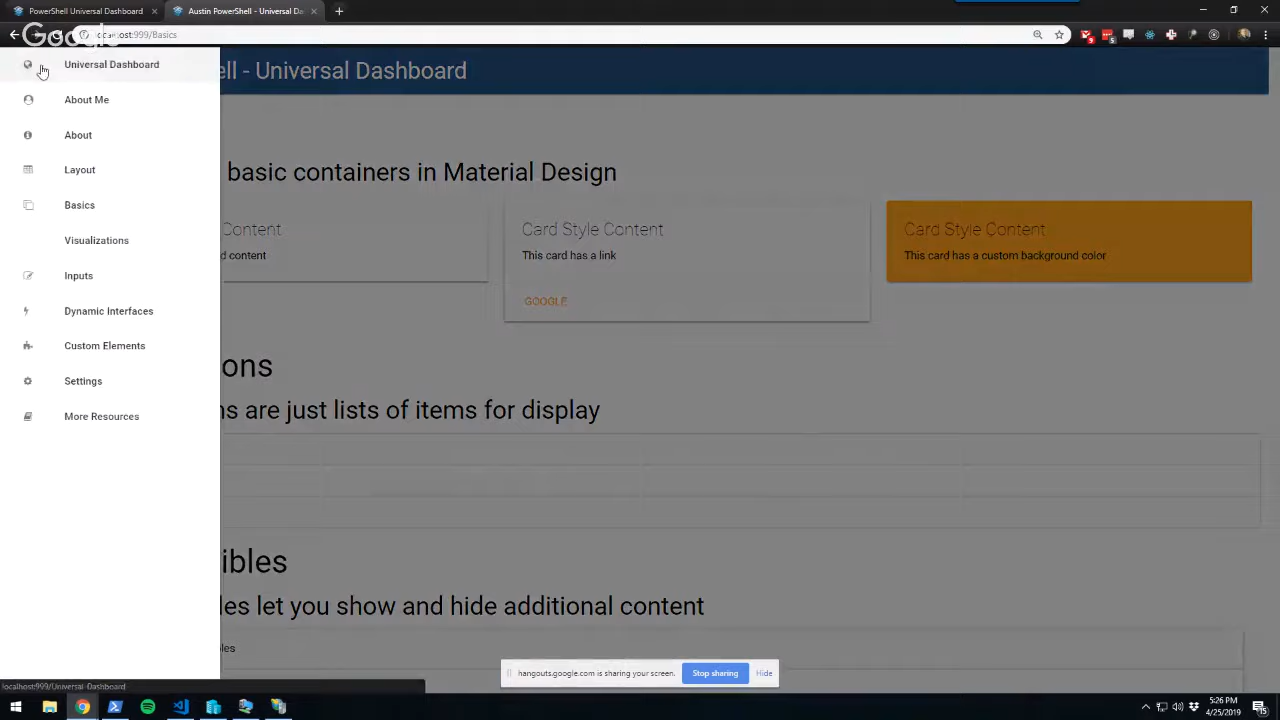 PowerShell Universal Dashboard
Austin PowerShell - Universal Das
Google
localhost:999/Basics
Universal Dashboard
ell - Universal Dashboard
About Me
About
Layout
basic containers in Material Design
Basics
Content
Card Style Content
Card Style Content
d content
This card has a link
This card has a custom background color
Visualizations
Inputs
GOOGLE
Dynamic Interfaces
Custom Elements
ons
Settings
ns are just lists of items for display
More Resources
ibles
les let you show and hide additional content
bles
hangouts.google.com is sharing your screen.
Stop sharing
Hide
localhost:999/Universal-Dashboard
5:26 PM
4/25/2019